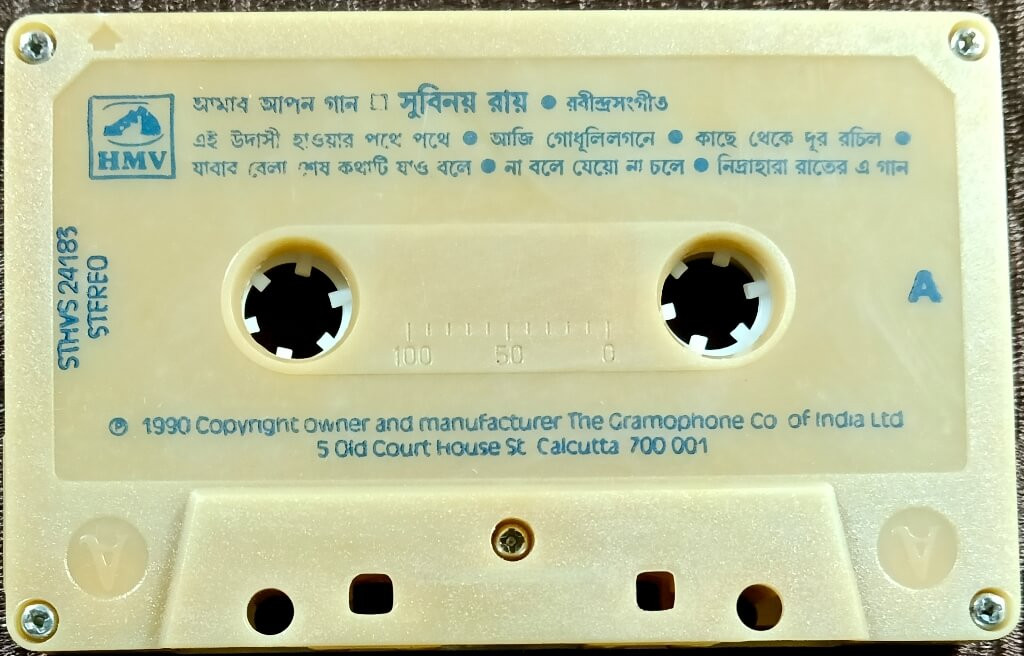 আমার আপন গান □ সুবিনয় রায় ● রবীন্দ্রসংগীত
এই উদাসী হাওয়ার পথে পথে ● আজি গোধূলিলগনে ● কাছে থেকে দূর রচিল ●
যাবার বেলা শেষ কথাটি যাও বলে ● না বলে যেয়ো না চলে ● নিদ্রাহারা রাতের এ গান
HMV
STHVS 24183
STEREO
A
100 50 0
℗ 1990 Copyright owner and manufacturer The Gramophone Co of India Ltd
5 Old Court House St Calcutta 700 001
A
A